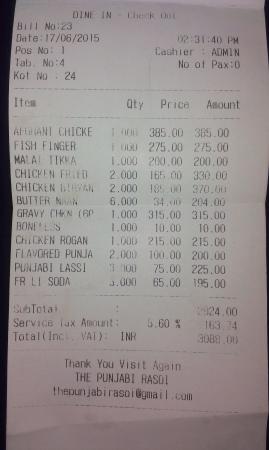 DINE IN - Check Out
Bill No:23
Date:17/06/2015 02:31:40 PM
Pos No: 1 Cashier : ADMIN
Tab. No:4 No of Pax:0
Kot No : 24
Item Qty Price Amount
AFGHANI CHICKE 1.000 385.00 385.00
FISH FINGER 1.000 275.00 275.00
MALAI TIKKA 1.000 200.00 200.00
CHICKEN FRIED 2.000 165.00 330.00
CHICKEN BIRYAN 2.000 185.00 370.00
BUTTER NAAN 6.000 34.00 204.00
GRAVY CHKN (6P 1.000 315.00 315.00
BONELESS 1.000 10.00 10.00
CHICKEN ROGAN 1.000 215.00 215.00
FLAVORED PUNJA 2.000 100.00 200.00
PUNJABI LASSI 3.000 75.00 225.00
FR LI SODA 3.000 65.00 195.00
SubTotal : 2924.00
Service Tax Amount: 5.60 % 163.74
Total(Incl. VAT): INR 3088.00
Thank You Visit Again
THE PUNJABI RASOI
thepunjabirasoi@gmail.com